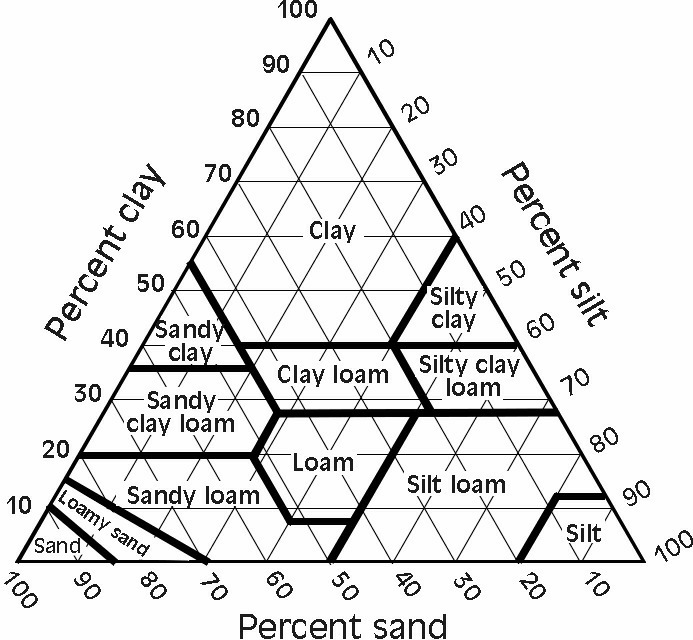 100
90
10
80
20
70
30
Percent clay
Percent silt
60
Clay
40
50
50
Silty
clay
40
Sandy
clay
60
Clay loam
Silty clay
loam
30
Sandy
clay loam
70
20
Loam
80
Sandy loam
Silt loam
10
Loamy sand
90
Sand
Silt
100
100
90
80
70
60
50
40
30
20
10
Percent sand